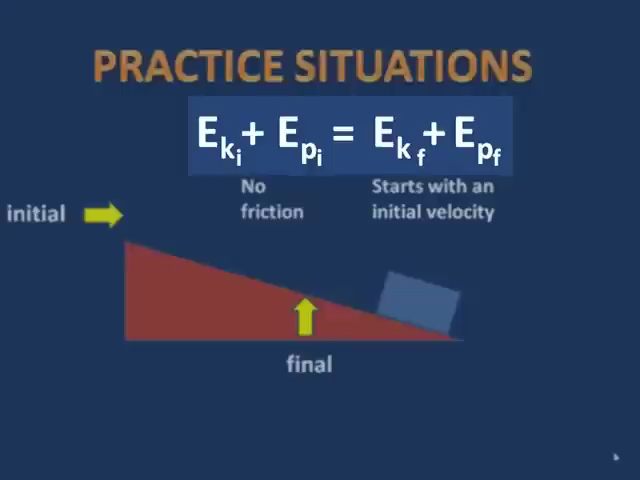 PRACTICE SITUATIONS
Eki + Epi = Ekf + Epf
No
friction
Starts with an
initial velocity
initial
final